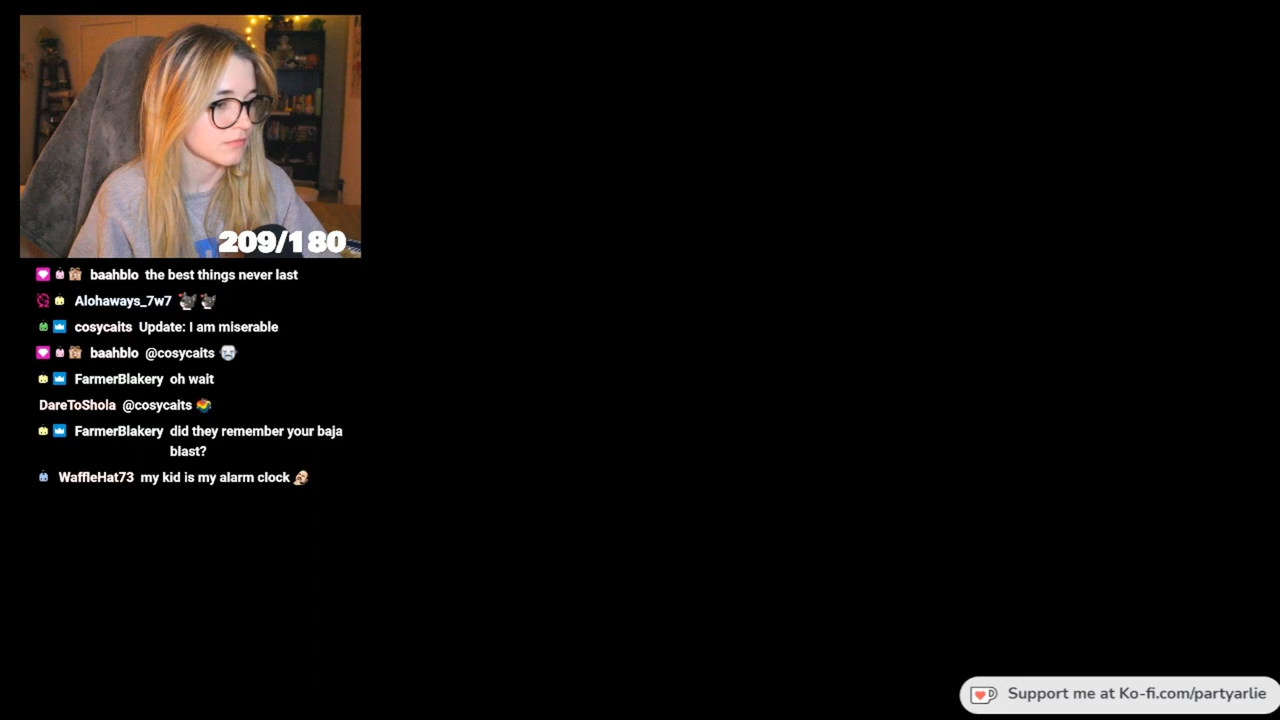 209/180
baahblo the best things never last
Alohaways_7w7
cosycaits Update: I am miserable
baahblo @cosycaits
FarmerBlakery oh wait
DareToShola @cosycaits
FarmerBlakery did they remember your baja
blast?
WaffleHat73 my kid is my alarm clock
Support me at Ko-fi.com/partyarlie